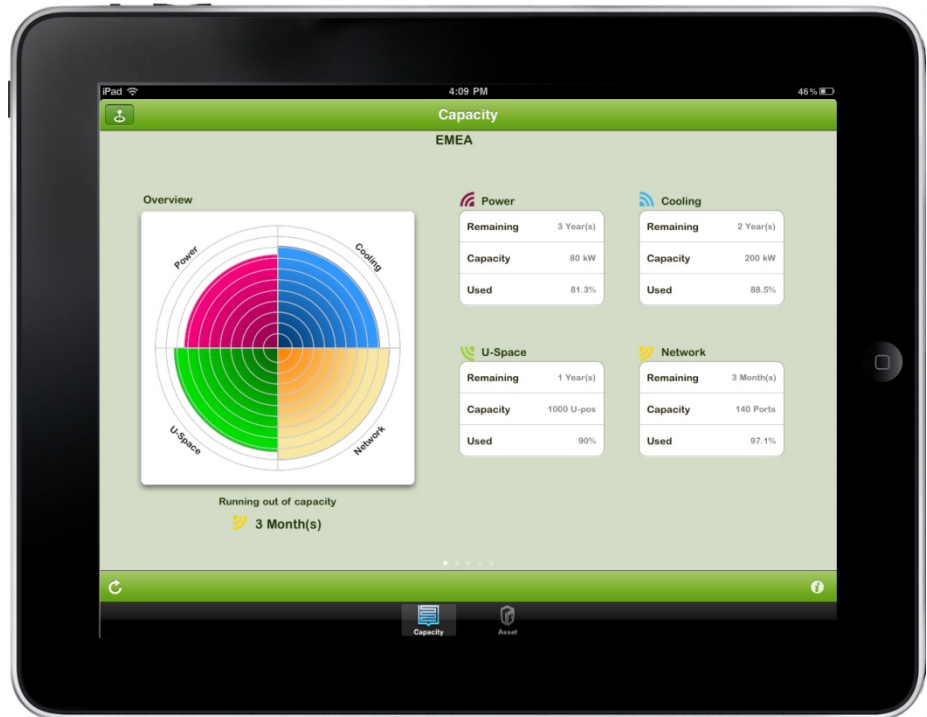 iPad 4:09 PM 46%
Capacity
EMEA
Overview
Power
Cooling
U-Space
Network
Running out of capacity
3 Month(s)
Power
Remaining 3 Year(s)
Capacity 80 kW
Used 81.3%
Cooling
Remaining 2 Year(s)
Capacity 200 kW
Used 88.5%
U-Space
Remaining 1 Year(s)
Capacity 1000 U-pos
Used 90%
Network
Remaining 3 Month(s)
Capacity 140 Ports
Used 97.1%
Capacity Asset